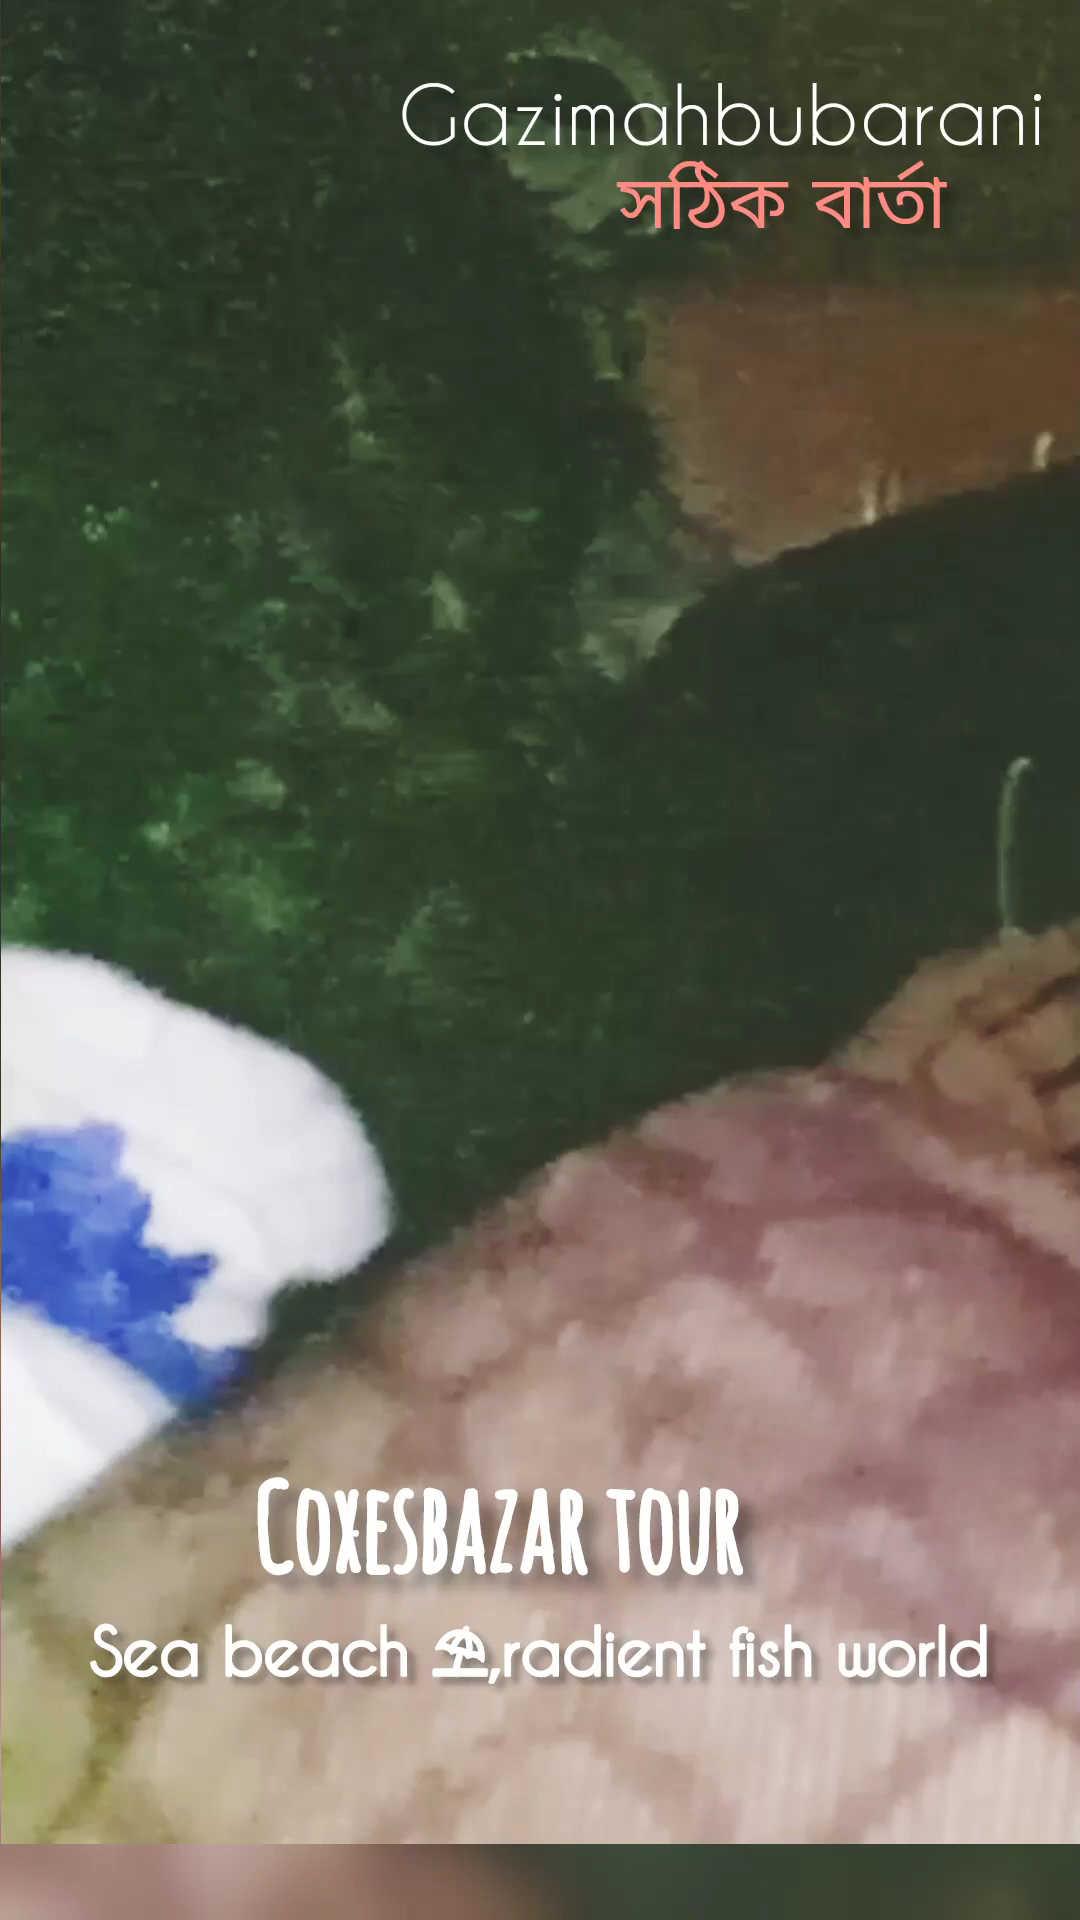 Gazimahbubarani
সঠিক বার্তা
Coxesbazar tour
Sea beach ⛱,radient fish world